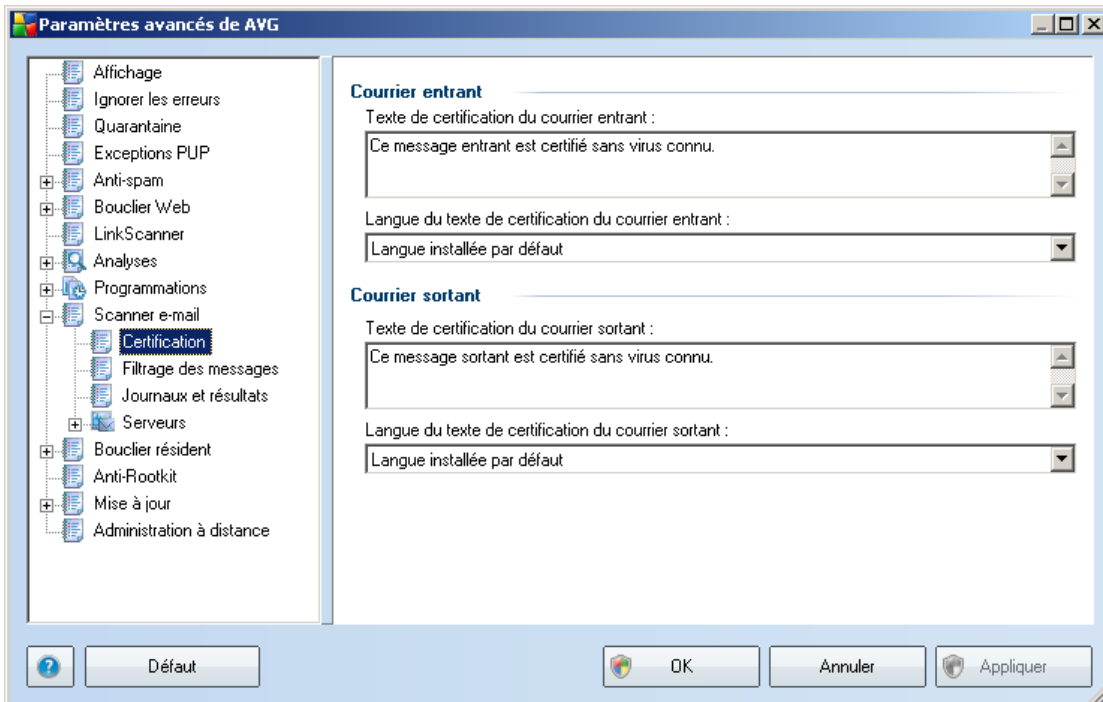 Paramètres avancés de AVG
Affichage
Ignorer les erreurs
Quarantaine
Exceptions PUP
Anti-spam
Bouclier Web
LinkScanner
Analyses
Programmations
Scanner e-mail
Certification
Filtrage des messages
Journaux et résultats
Serveurs
Bouclier résident
Anti-Rootkit
Mise à jour
Administration à distance
Courrier entrant
Texte de certification du courrier entrant :
Ce message entrant est certifié sans virus connu.
Langue du texte de certification du courrier entrant :
Langue installée par défaut
Courrier sortant
Texte de certification du courrier sortant :
Ce message sortant est certifié sans virus connu.
Langue du texte de certification du courrier sortant :
Langue installée par défaut
Défaut
OK
Annuler
Appliquer